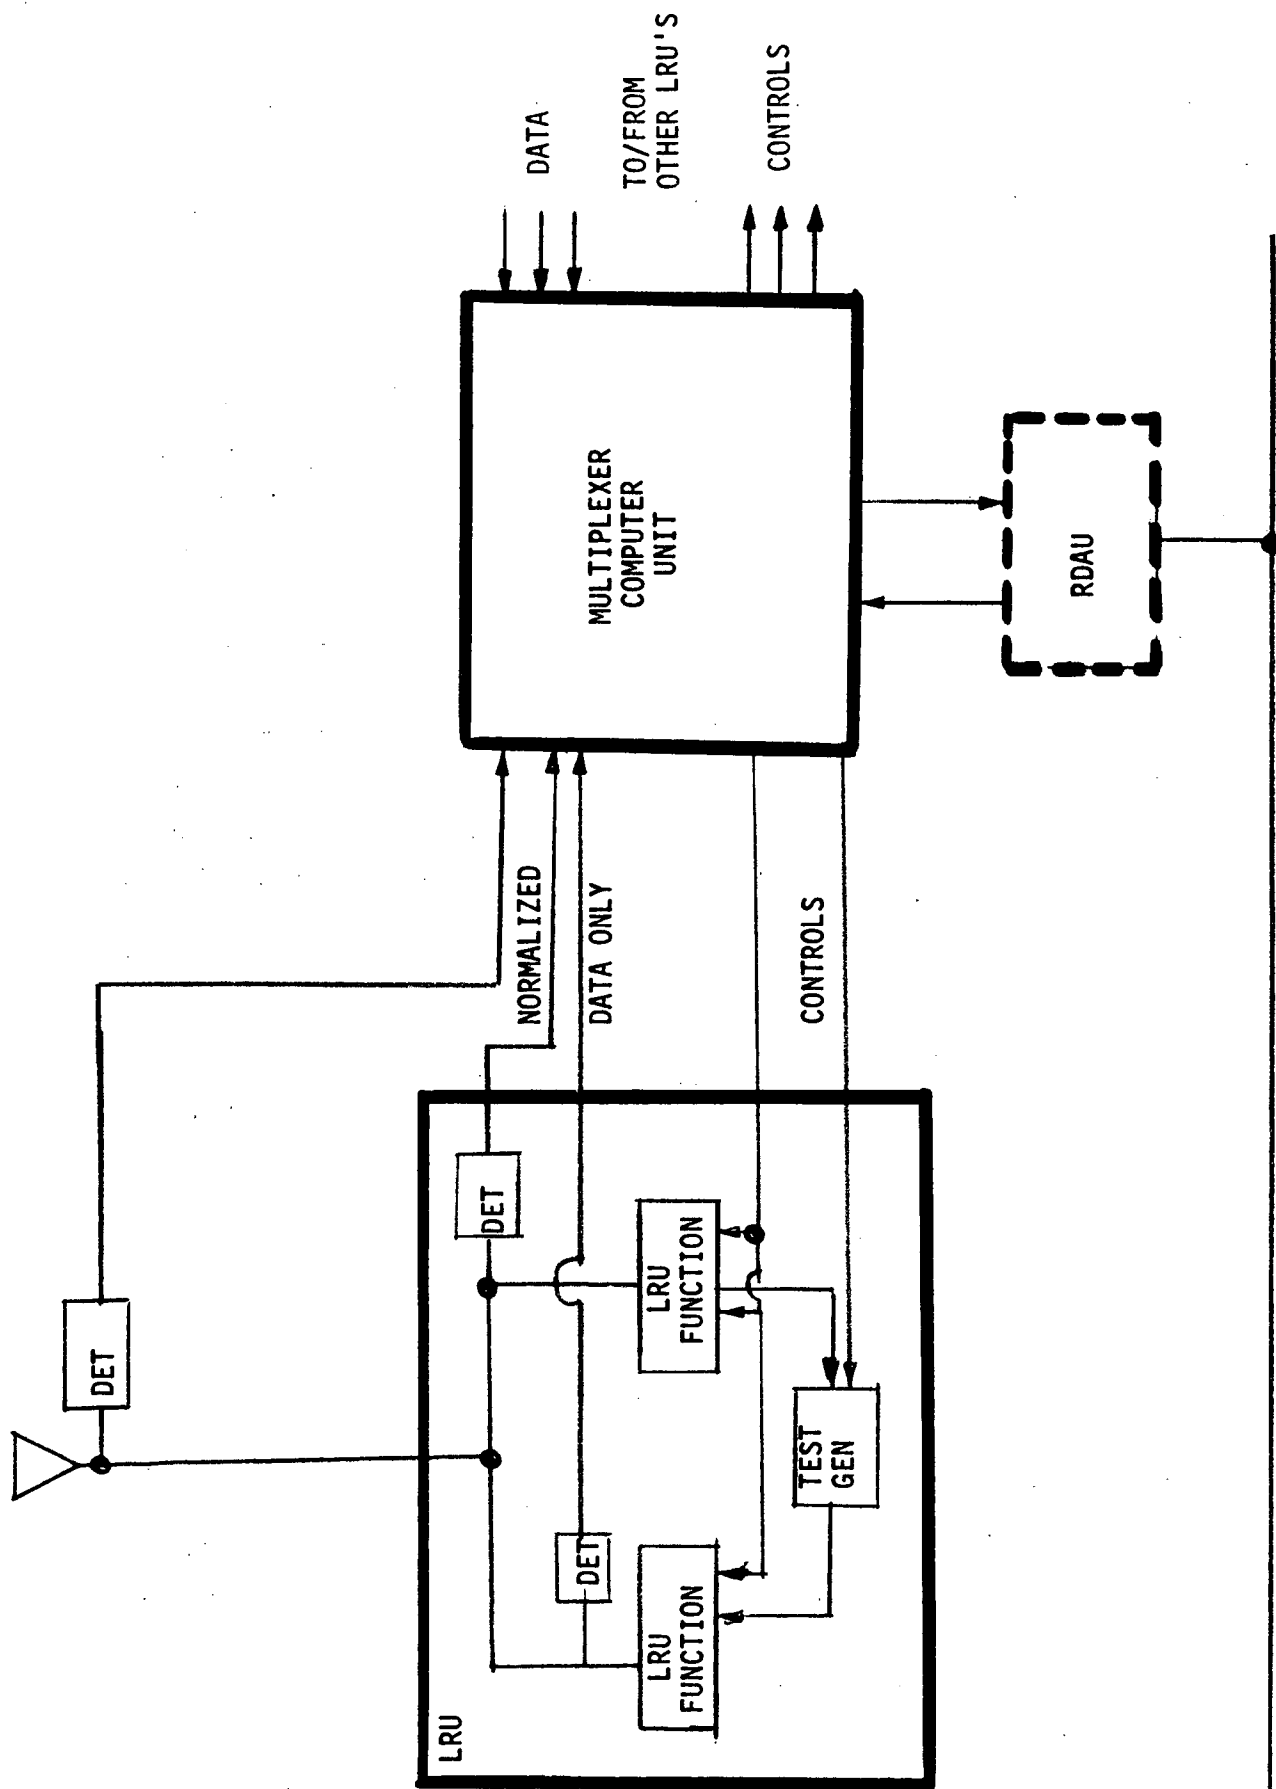 DATA
TO/FROM
OTHER LRU'S
CONTROLS
MULTIPLEXER
COMPUTER
UNIT
RDAU
NORMALIZED
DATA ONLY
CONTROLS
DET
LRU
DET
DET
LRU
FUNCTION
LRU
FUNCTION
TEST
GEN